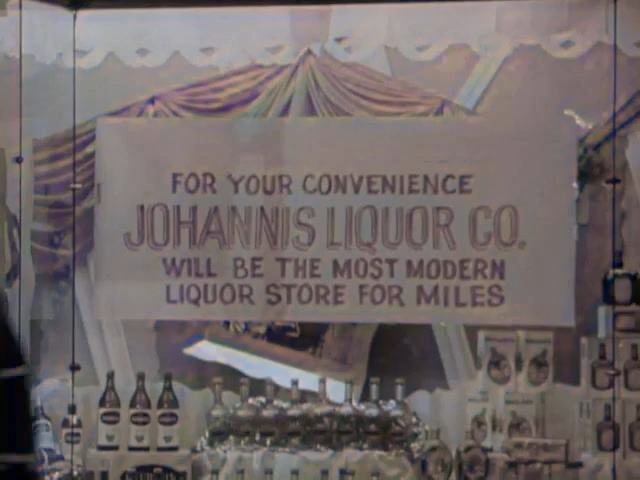 FOR YOUR CONVENIENCE
JOHANNIS LIQUOR CO.
WILL BE THE MOST MODERN
LIQUOR STORE FOR MILES